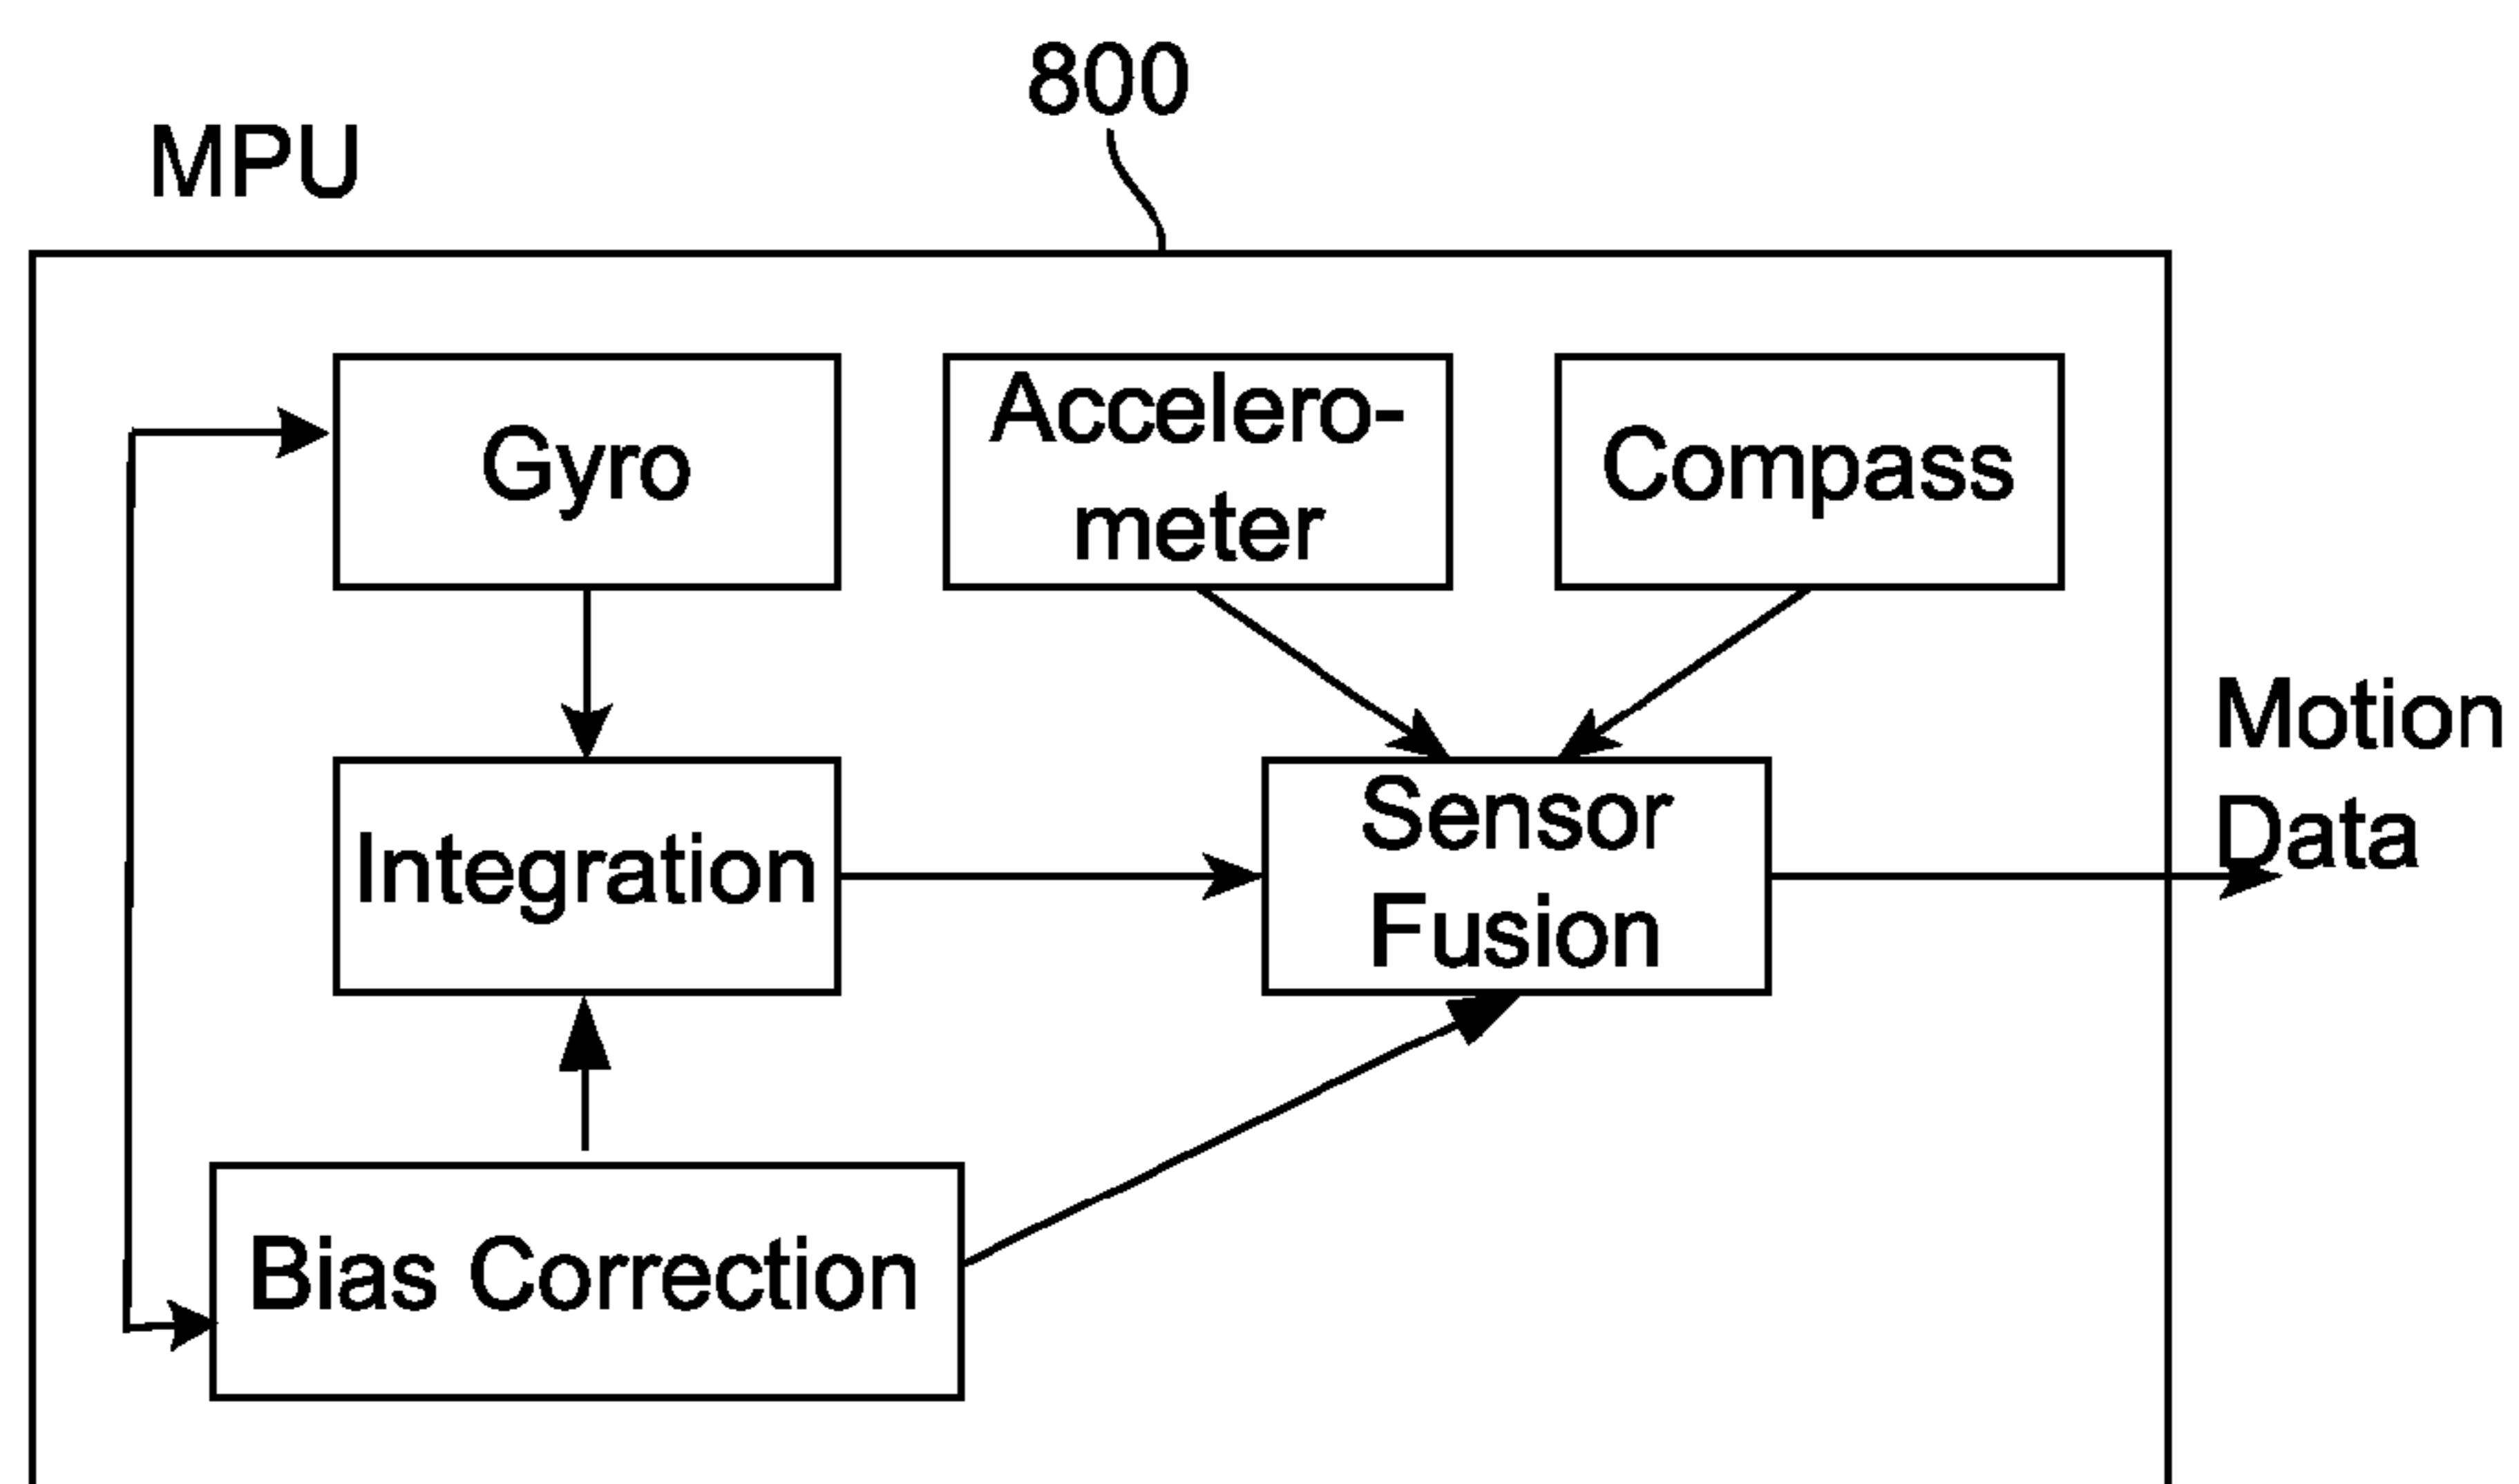 800
MPU
Gyro
Accelero-
meter
Compass
Integration
Sensor
Fusion
Motion
Data
Bias Correction